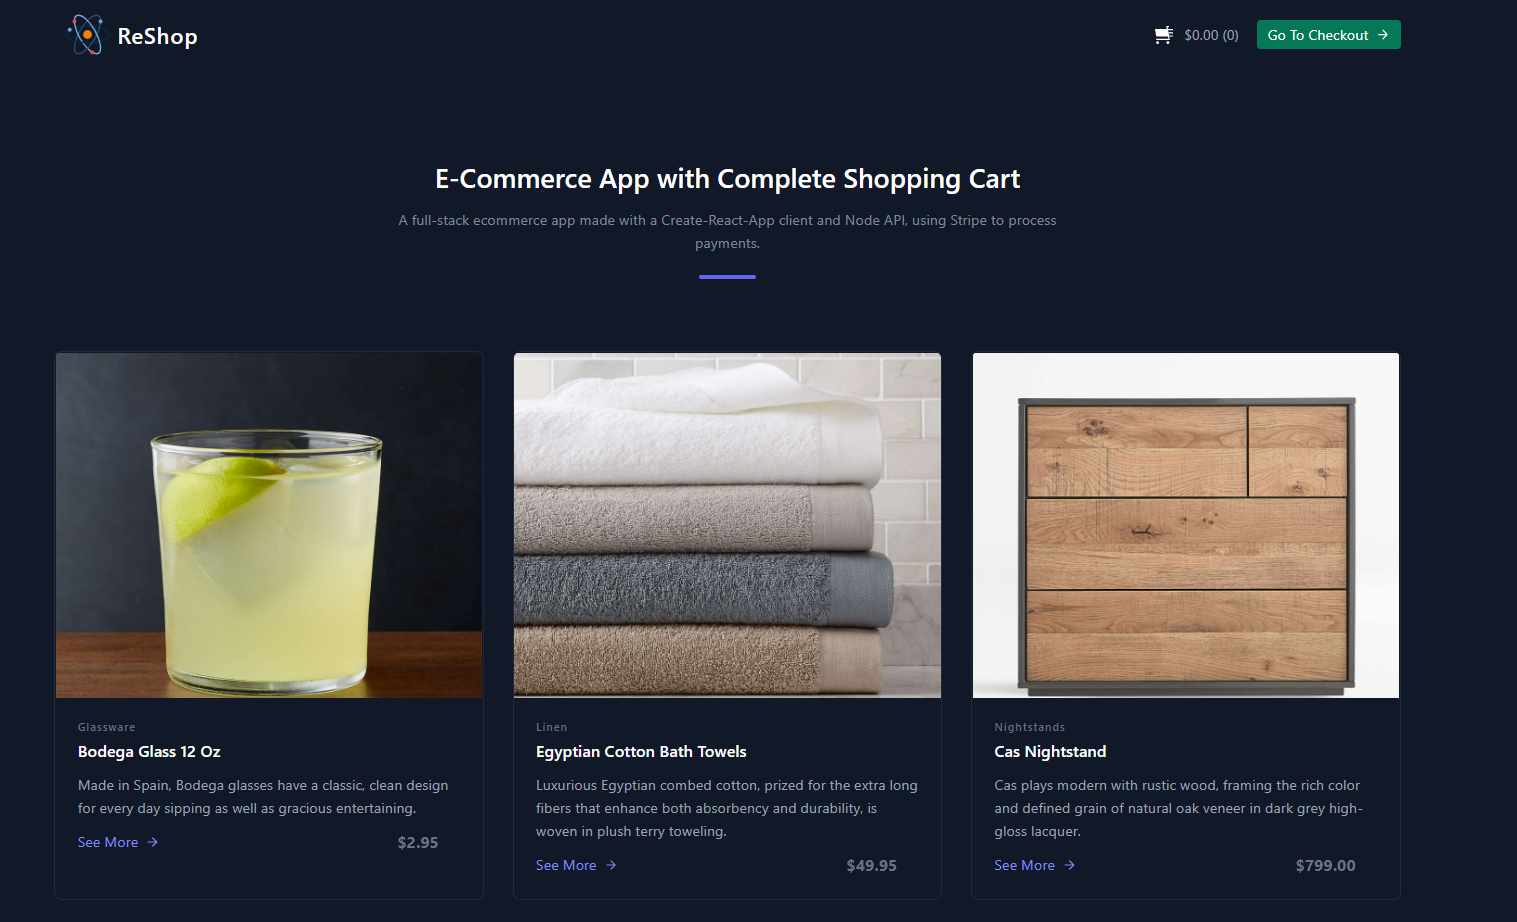 ReShop
$0.00 (0)
Go To Checkout →
E-Commerce App with Complete Shopping Cart
A full-stack ecommerce app made with a Create-React-App client and Node API, using Stripe to process
payments.
Glassware
Bodega Glass 12 Oz
Made in Spain, Bodega glasses have a classic, clean design
for every day sipping as well as gracious entertaining.
See More →
$2.95
Linen
Egyptian Cotton Bath Towels
Luxurious Egyptian combed cotton, prized for the extra long
fibers that enhance both absorbency and durability, is
woven in plush terry toweling.
See More →
$49.95
Nightstands
Cas Nightstand
Cas plays modern with rustic wood, framing the rich color
and defined grain of natural oak veneer in dark grey high-
gloss lacquer.
See More →
$799.00